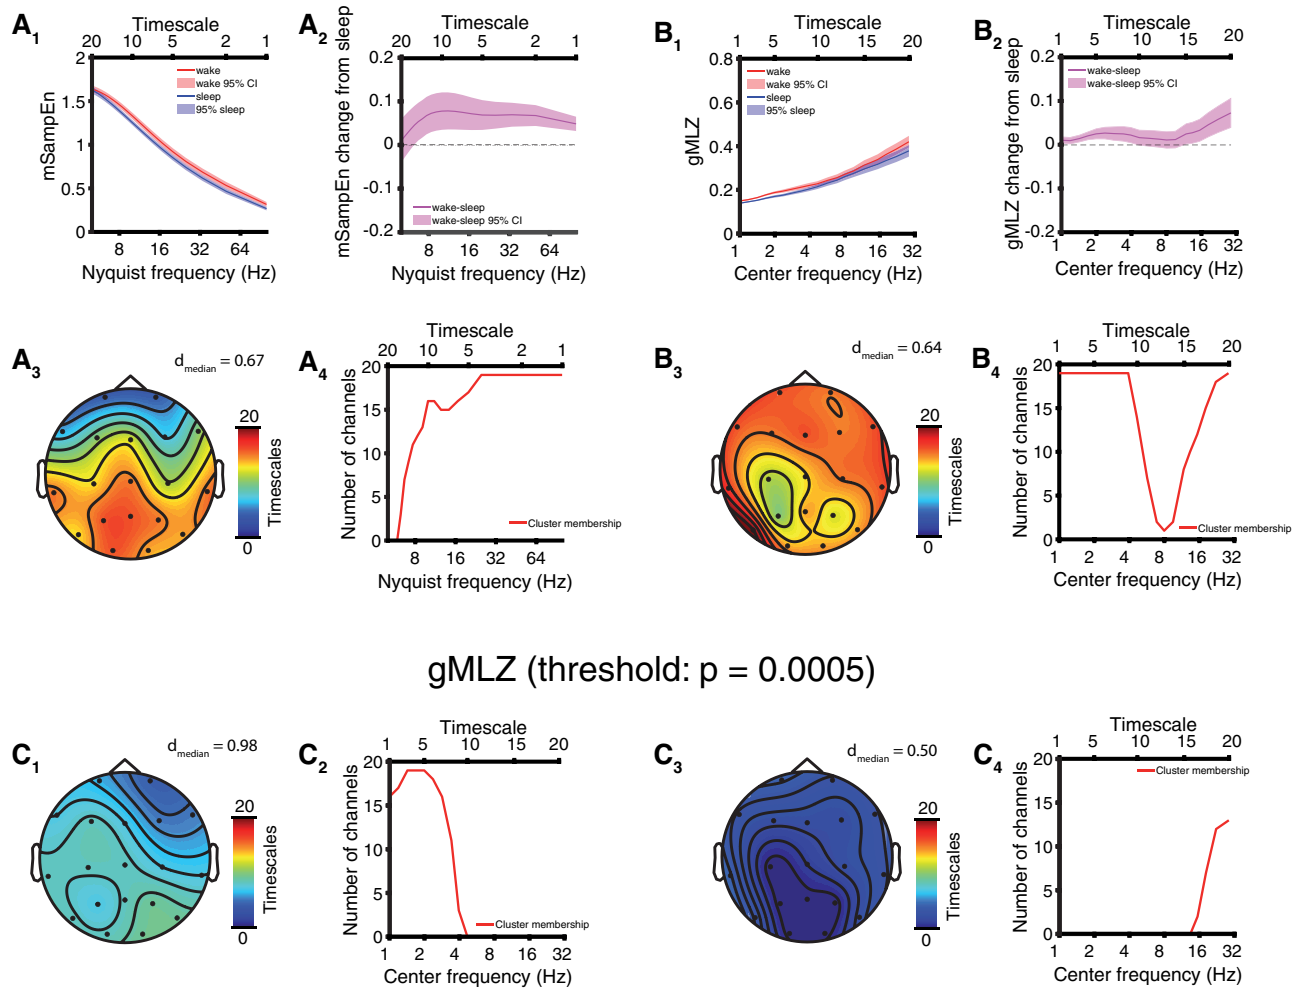 A1
Timescale
20 10 5 2 1
mSampEn
2
1.5
1
0.5
0
wake
wake 95% CI
sleep
95% sleep
8 16 32 64
Nyquist frequency (Hz)
A2
Timescale
20 10 5 2 1
mSampEn change from sleep
0.2
0.1
0
-0.1
-0.2
wake-sleep
wake-sleep 95% CI
8 16 32 64
Nyquist frequency (Hz)
B1
Timescale
1 5 10 15 20
gMLZ
0.8
0.6
0.4
0.2
0
wake
wake 95% CI
sleep
95% sleep
1 2 4 8 16 32
Center frequency (Hz)
B2
Timescale
1 5 10 15 20
gMLZ change from sleep
0.2
0.1
0
-0.1
-0.2
wake-sleep
wake-sleep 95% CI
1 2 4 8 16 32
Center frequency (Hz)
A3
dmedian = 0.67
20
Timescales
0
A4
Timescale
20 10 5 2 1
Number of channels
20
15
10
5
0
Cluster membership
8 16 32 64
Nyquist frequency (Hz)
B3
dmedian = 0.64
20
Timescales
0
B4
Timescale
1 5 10 15 20
Number of channels
20
15
10
5
0
Cluster membership
1 2 4 8 16 32
Center frequency (Hz)
gMLZ (threshold: p = 0.0005)
C1
dmedian = 0.98
20
Timescales
0
C2
Timescale
1 5 10 15 20
Number of channels
20
15
10
5
0
Cluster membership
1 2 4 8 16 32
Center frequency (Hz)
C3
dmedian = 0.50
20
Timescales
0
C4
Timescale
1 5 10 15 20
Number of channels
20
15
10
5
0
Cluster membership
1 2 4 8 16 32
Center frequency (Hz)